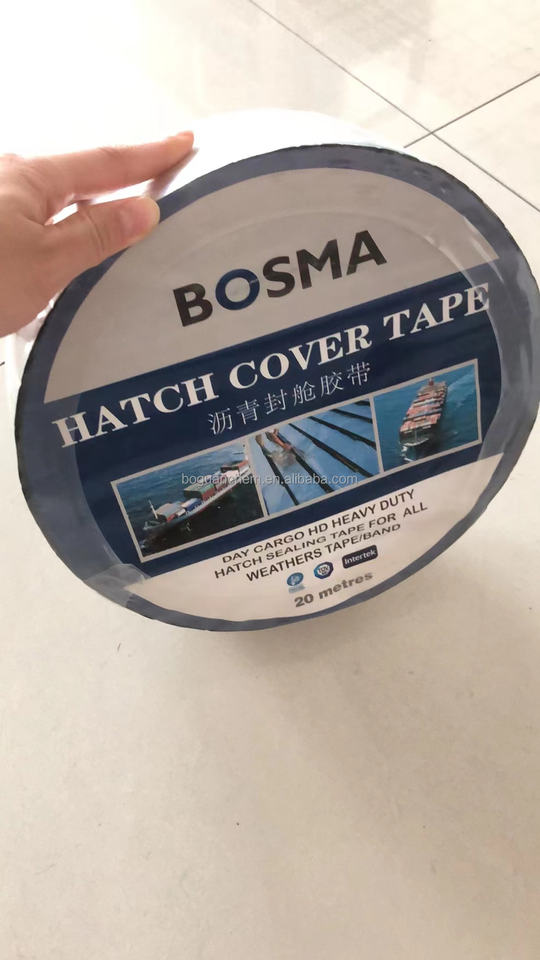 BOSMA
HATCH COVER TAPE
沥青封舱胶带
boguanchem.en.alibaba.com
DAY CARGO HD HEAVY DUTY
HATCH SEALING TAPE FOR ALL
WEATHERS TAPE/BAND
Intertek
20 metres